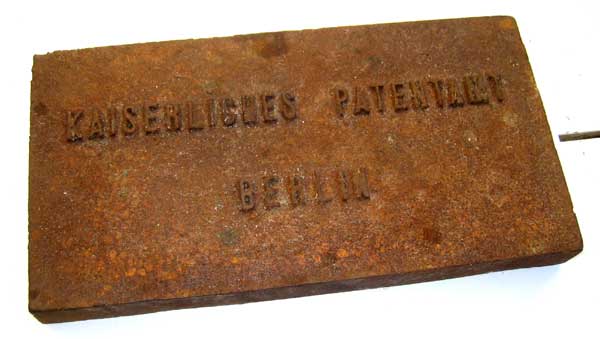 KAISERLICHES PATENTAMT
BERLIN